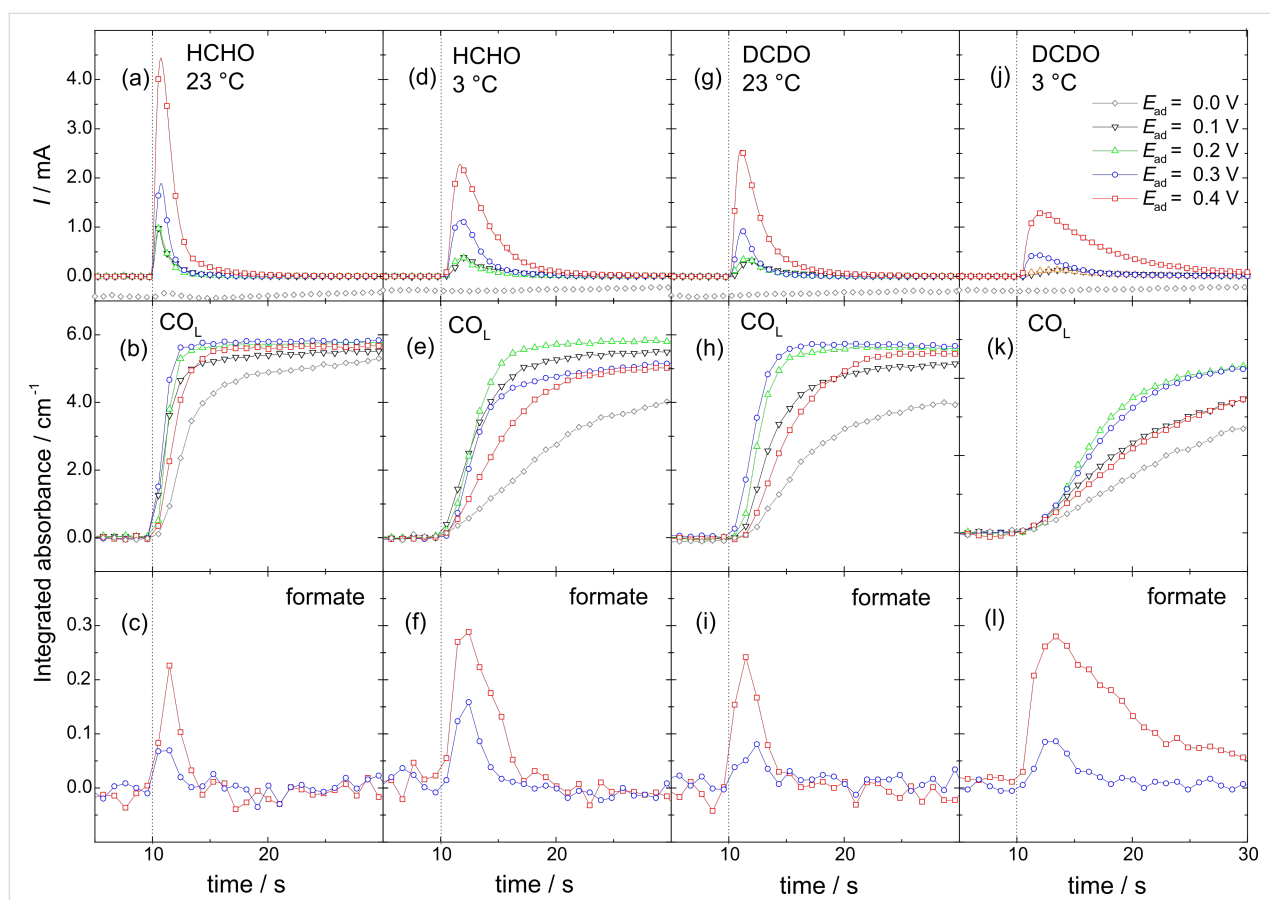 (a) HCHO
23 °C
(d) HCHO
3 °C
(g) DCDO
23 °C
(j) DCDO
3 °C
E_ad = 0.0 V
E_ad = 0.1 V
E_ad = 0.2 V
E_ad = 0.3 V
E_ad = 0.4 V
I / mA
4.0
3.0
2.0
1.0
0.0
(b) CO_L
(e) CO_L
(h) CO_L
(k) CO_L
Integrated absorbance / cm⁻¹
6.0
4.0
2.0
0.0
(c) formate
(f) formate
(i) formate
(l) formate
0.3
0.2
0.1
0.0
10 20 10 20 10 20 10 20 30
time / s time / s time / s time / s